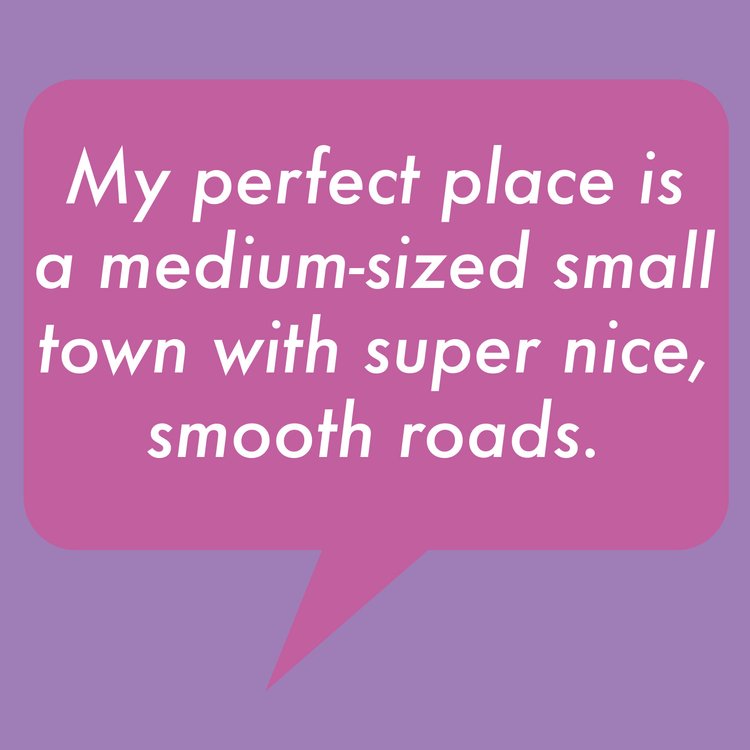 My perfect place is
a medium-sized small
town with super nice,
smooth roads.